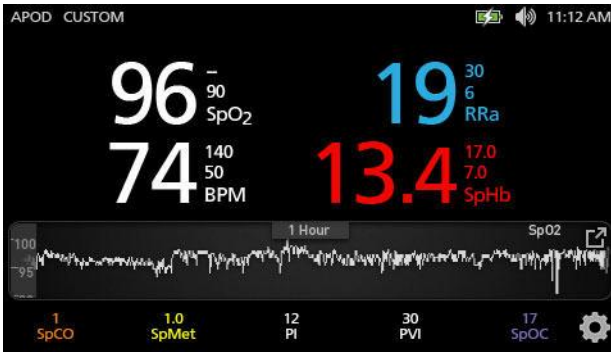 APOD CUSTOM 11:12 AM
96 – 90 SpO2
19 30 6 RRa
74 140 50 BPM
13.4 17.0 7.0 SpHb
1 Hour SpO2
100
95
1 1.0 12 30 17
SpCO SpMet PI PVI SpOC